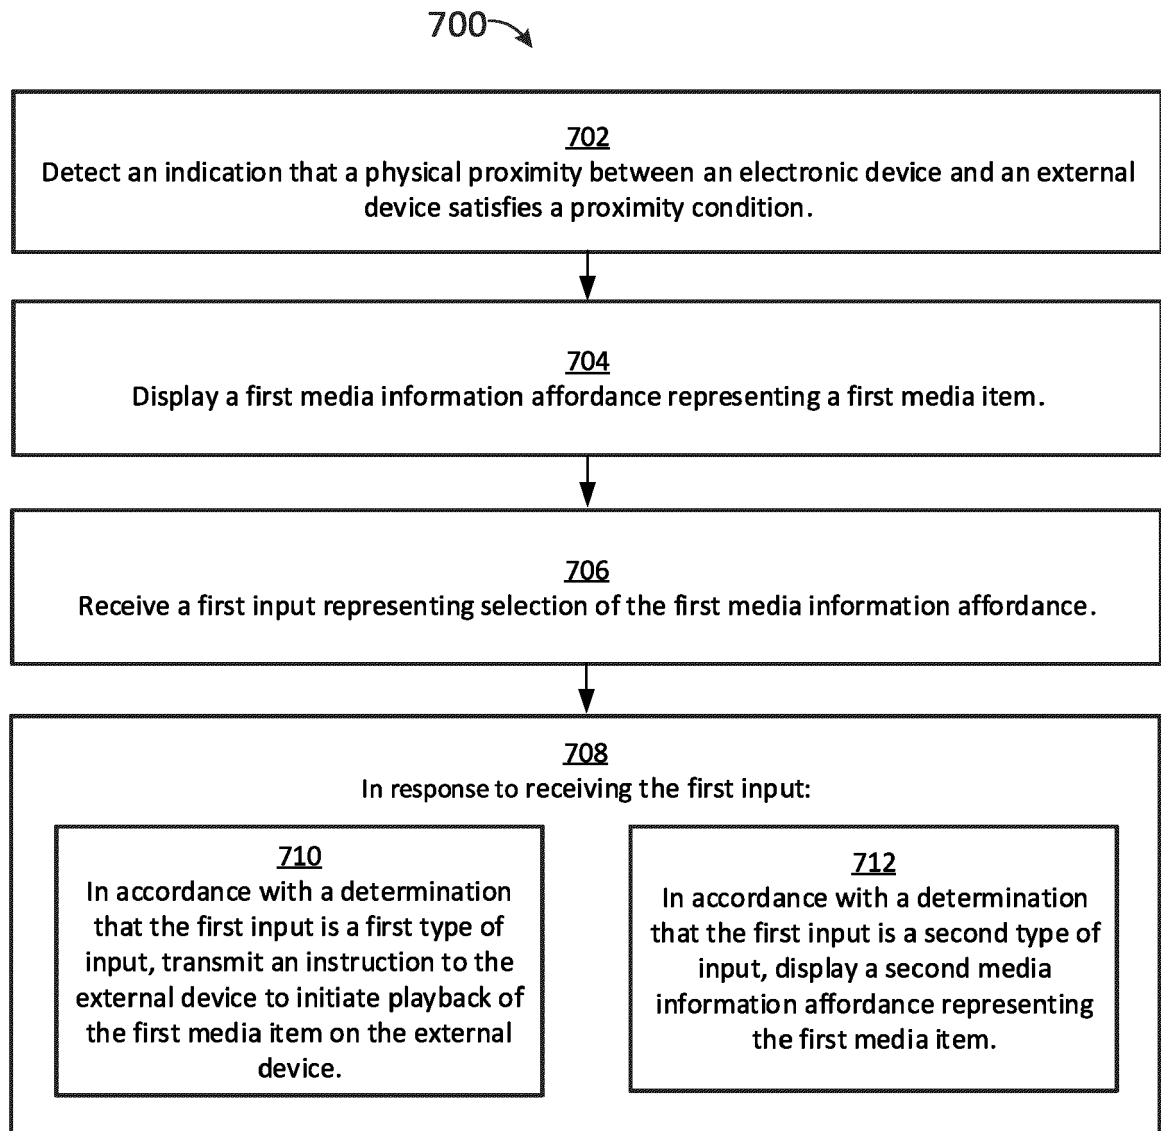 700
702
Detect an indication that a physical proximity between an electronic device and an external
device satisfies a proximity condition.
704
Display a first media information affordance representing a first media item.
706
Receive a first input representing selection of the first media information affordance.
708
In response to receiving the first input:
710
In accordance with a determination
that the first input is a first type of
input, transmit an instruction to the
external device to initiate playback of
the first media item on the external
device.
712
In accordance with a determination
that the first input is a second type of
input, display a second media
information affordance representing
the first media item.